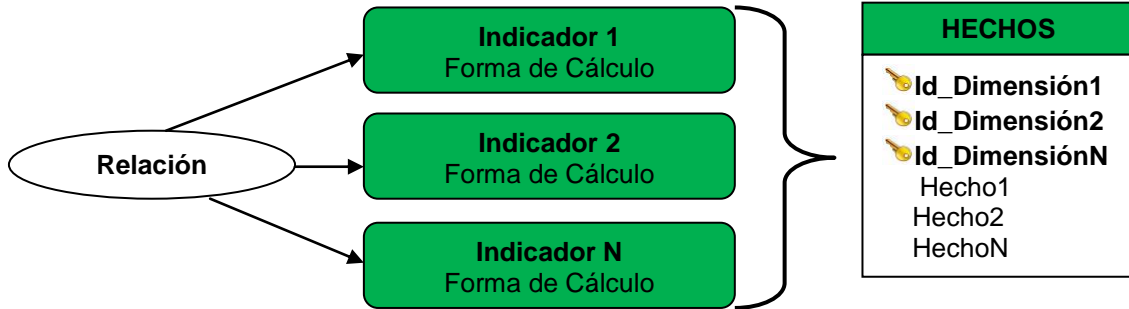 Relación
Indicador 1
Forma de Cálculo
Indicador 2
Forma de Cálculo
Indicador N
Forma de Cálculo
HECHOS
Id_Dimensión1
Id_Dimensión2
Id_DimensiónN
Hecho1
Hecho2
HechoN